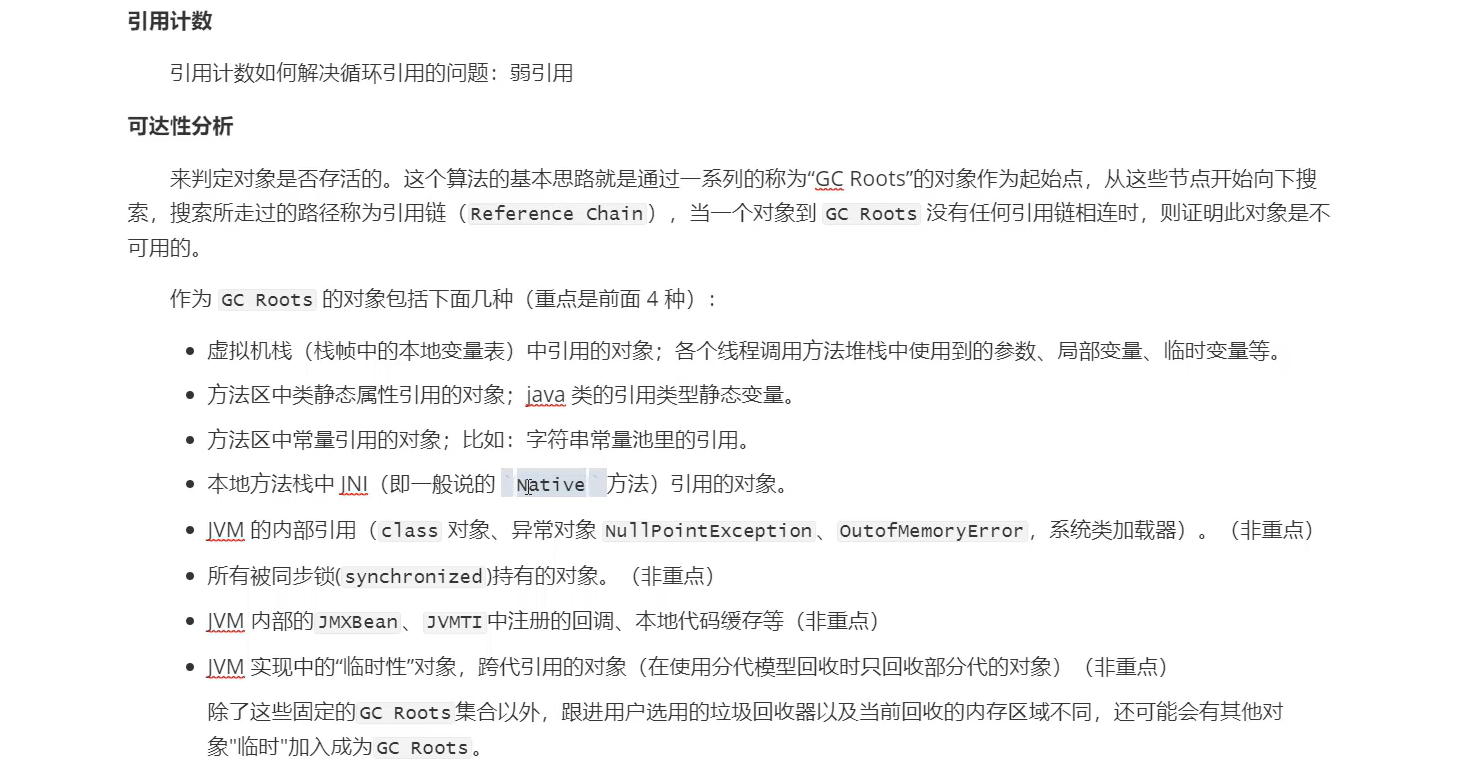 引用计数
引用计数如何解决循环引用的问题：弱引用
可达性分析
来判定对象是否存活的。这个算法的基本思路就是通过一系列的称为“GC Roots”的对象作为起始点，从这些节点开始向下搜
索，搜索所走过的路径称为引用链（Reference Chain），当一个对象到 GC Roots 没有任何引用链相连时，则证明此对象是不
可用的。
作为 GC Roots 的对象包括下面几种（重点是前面 4 种）：
虚拟机栈（栈帧中的本地变量表）中引用的对象；各个线程调用方法堆栈中使用到的参数、局部变量、临时变量等。
方法区中类静态属性引用的对象；java 类的引用类型静态变量。
方法区中常量引用的对象；比如：字符串常量池里的引用。
本地方法栈中 JNI（即一般说的 `Native`方法）引用的对象。
JVM 的内部引用（class 对象、异常对象 NullPointException、OutofMemoryError，系统类加载器）。（非重点）
所有被同步锁(synchronized)持有的对象。（非重点）
JVM 内部的JMXBean、JVMTI中注册的回调、本地代码缓存等（非重点）
JVM 实现中的“临时性”对象，跨代引用的对象（在使用分代模型回收时只回收部分代的对象）（非重点）
除了这些固定的GC Roots集合以外，跟进用户选用的垃圾回收器以及当前回收的内存区域不同，还可能会有其他对
象"临时"加入成为GC Roots。